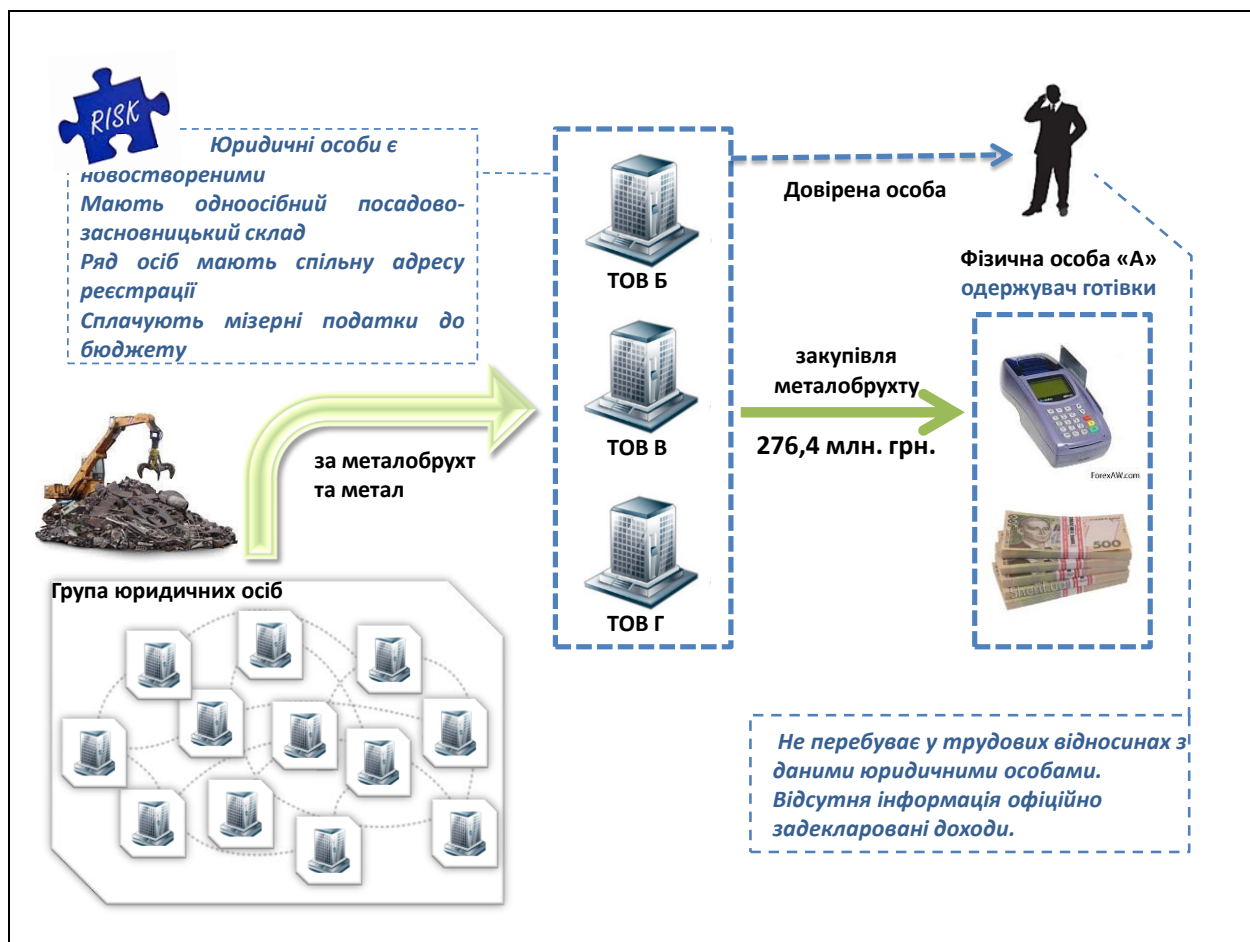 RISK
Юридичні особи є
новоствореними
Мають одноосібний посадово-
засновницький склад
Ряд осіб мають спільну адресу
реєстрації
Сплачують мізерні податки до
бюджету
ТОВ Б
Довірена особа
Фізична особа «А»
одержувач готівки
ТОВ В
закупівля
металобрухту
276,4 млн. грн.
ForexAW.com
500
за металобрухт
та метал
ТОВ Г
Група юридичних осіб
Не перебуває у трудових відносинах з
даними юридичними особами.
Відсутня інформація офіційно
задекларовані доходи.